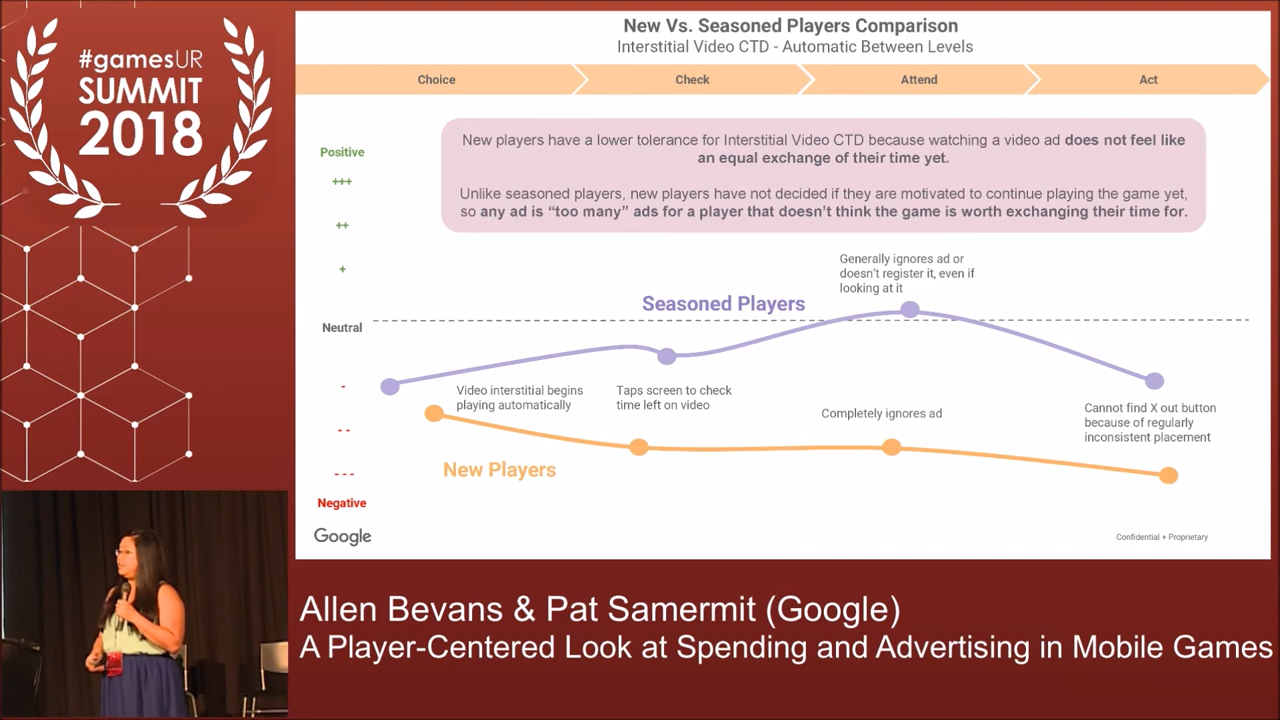 #gamesUR
SUMMIT
2018
New Vs. Seasoned Players Comparison
Interstitial Video CTD - Automatic Between Levels
Choice
Check
Attend
Act
Positive
+++
++
+
Neutral
-
- -
- - -
Negative
New players have a lower tolerance for Interstitial Video CTD because watching a video ad does not feel like
an equal exchange of their time yet.
Unlike seasoned players, new players have not decided if they are motivated to continue playing the game yet,
so any ad is “too many” ads for a player that doesn’t think the game is worth exchanging their time for.
Generally ignores ad or
doesn’t register it, even if
looking at it
Seasoned Players
Video interstitial begins
playing automatically
Taps screen to check
time left on video
Completely ignores ad
Cannot find X out button
because of regularly
inconsistent placement
New Players
Google
Confidential + Proprietary
Allen Bevans & Pat Samermit (Google)
A Player-Centered Look at Spending and Advertising in Mobile Games